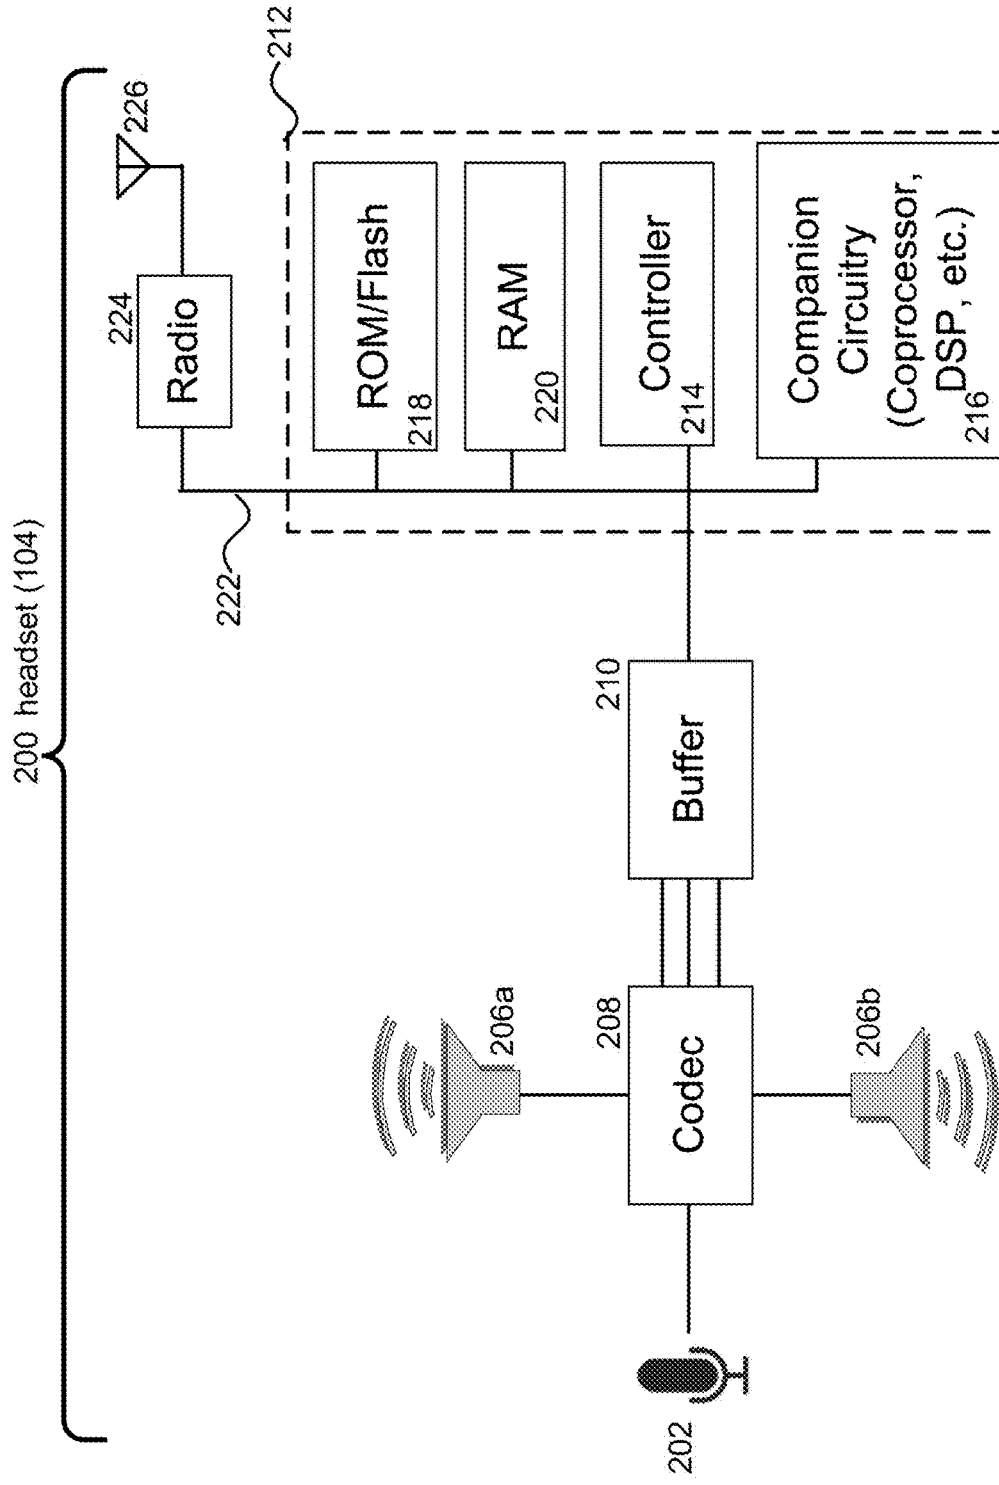 200 headset (104)
226
224
Radio
212
222
ROM/Flash
218
RAM
220
Controller
214
Companion
Circuitry
(Coprocessor,
DSP, etc.)
216
210
Buffer
206a
208
Codec
206b
202